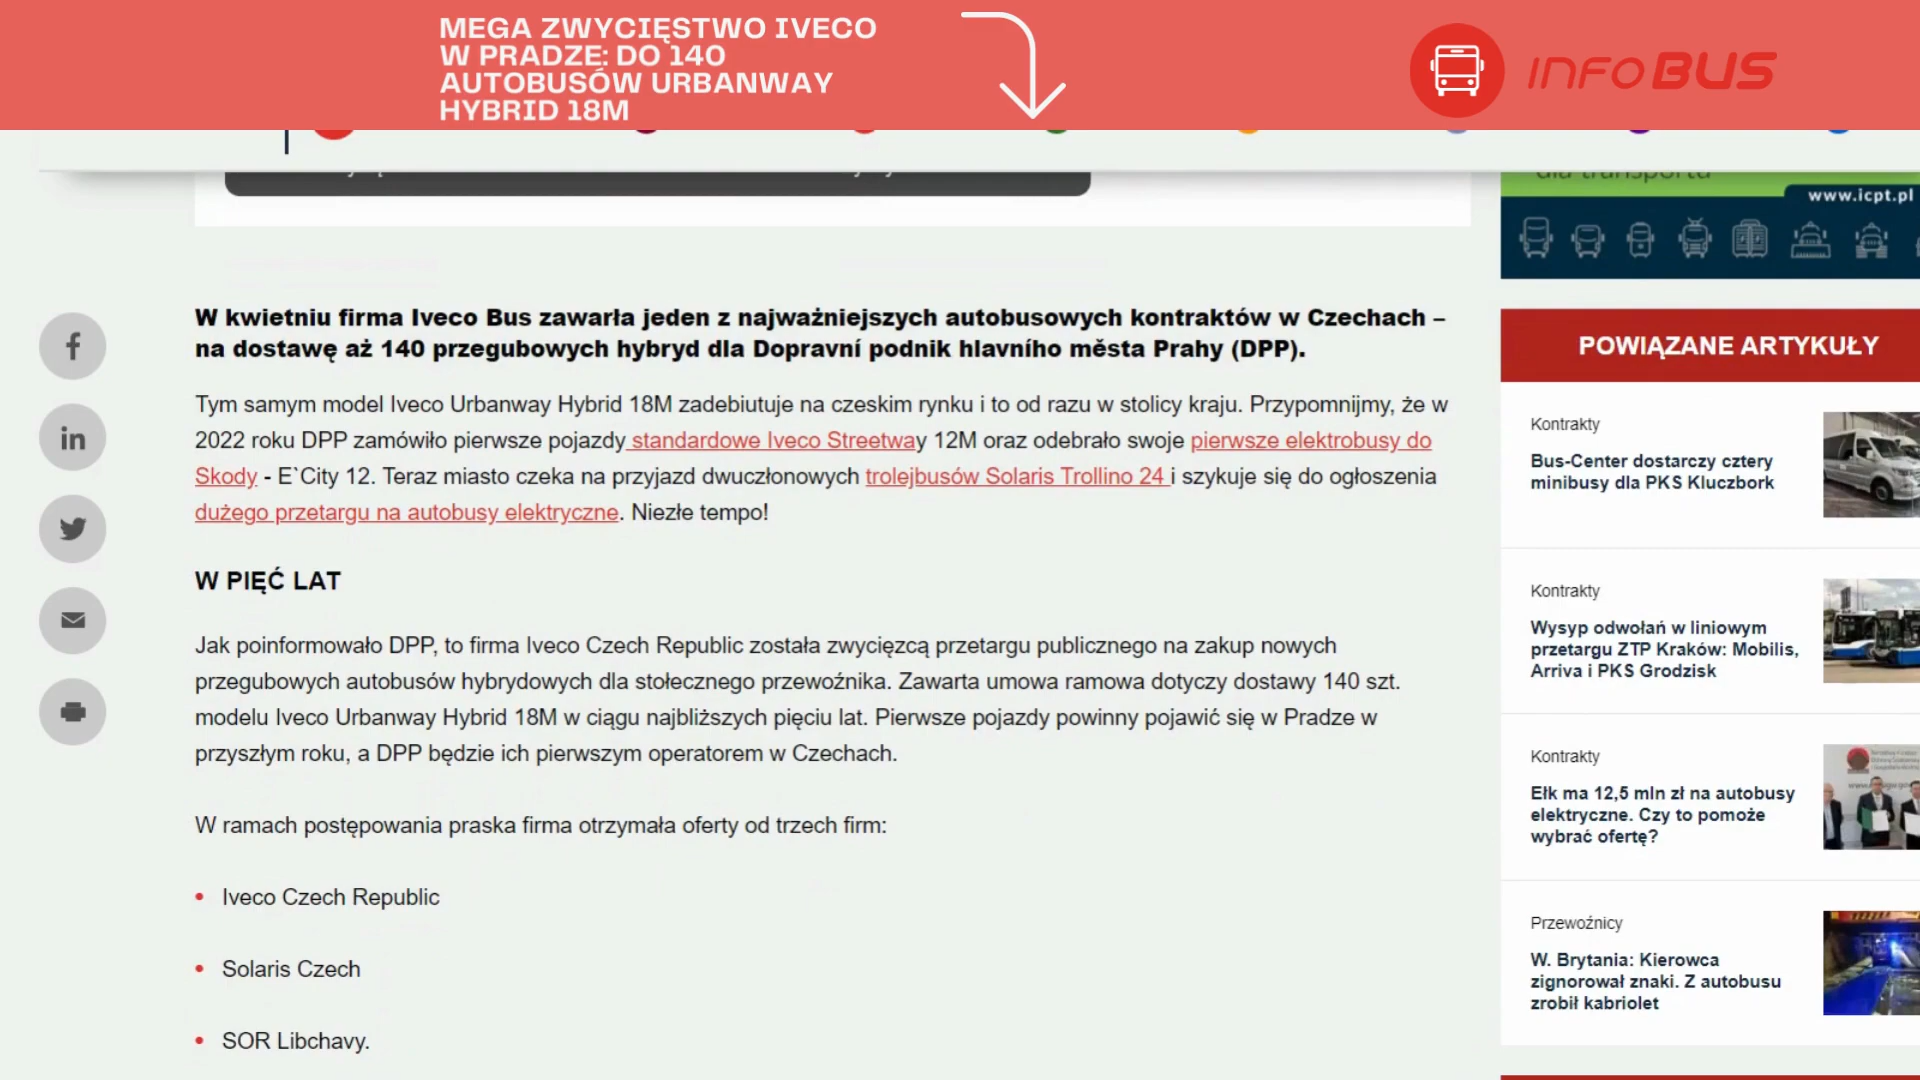 MEGA ZWYCIĘSTWO IVECO
W PRADZE: DO 140
AUTOBUSÓW URBANWAY
HYBRID 18M
INFO BUS
dla transportu
www.icpt.pl
W kwietniu firma Iveco Bus zawarła jeden z najważniejszych autobusowych kontraktów w Czechach –
na dostawę aż 140 przegubowych hybryd dla Dopravní podnik hlavního města Prahy (DPP).
Tym samym model Iveco Urbanway Hybrid 18M zadebiutuje na czeskim rynku i to od razu w stolicy kraju. Przypomnijmy, że w
2022 roku DPP zamówiło pierwsze pojazdy standardowe Iveco Streetway 12M oraz odebrało swoje pierwsze elektrobusy do
Skody - E`City 12. Teraz miasto czeka na przyjazd dwuczłonowych trolejbusów Solaris Trollino 24 i szykuje się do ogłoszenia
dużego przetargu na autobusy elektryczne. Niezłe tempo!
W PIĘĆ LAT
Jak poinformowało DPP, to firma Iveco Czech Republic została zwycięzcą przetargu publicznego na zakup nowych
przegubowych autobusów hybrydowych dla stołecznego przewoźnika. Zawarta umowa ramowa dotyczy dostawy 140 szt.
modelu Iveco Urbanway Hybrid 18M w ciągu najbliższych pięciu lat. Pierwsze pojazdy powinny pojawić się w Pradze w
przyszłym roku, a DPP będzie ich pierwszym operatorem w Czechach.
W ramach postępowania praska firma otrzymała oferty od trzech firm:
• Iveco Czech Republic
• Solaris Czech
• SOR Libchavy.
POWIĄZANE ARTYKUŁY
Kontrakty
Bus-Center dostarczy cztery
minibusy dla PKS Kluczbork
Kontrakty
Wysyp odwołań w liniowym
przetargu ZTP Kraków: Mobilis,
Arriva i PKS Grodzisk
Kontrakty
Ełk ma 12,5 mln zł na autobusy
elektryczne. Czy to pomoże
wybrać ofertę?
Przewoźnicy
W. Brytania: Kierowca
zignorował znaki. Z autobusu
zrobił kabriolet